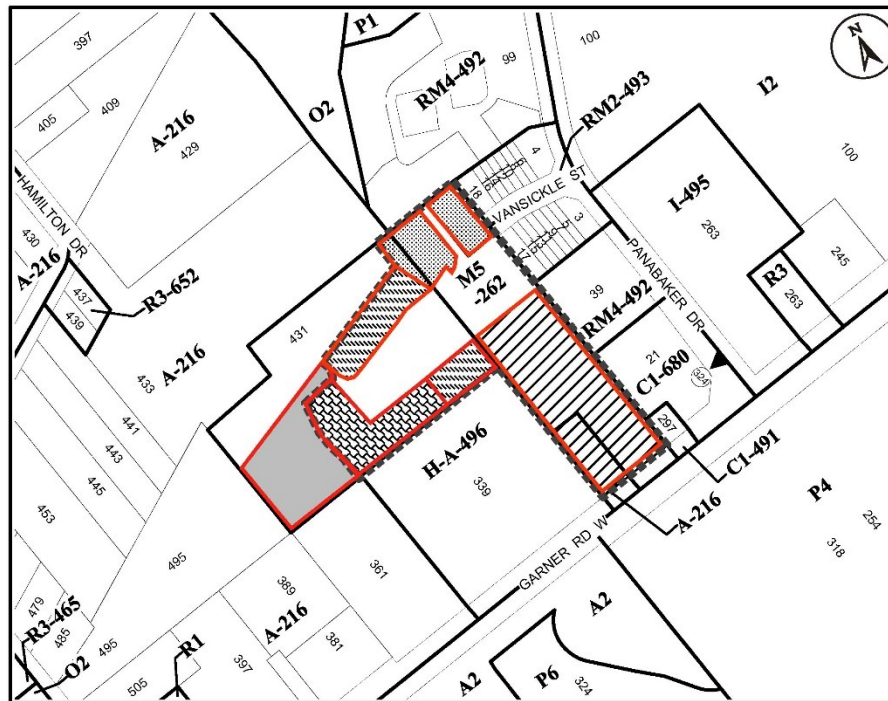 P1
397
100
99
RM4-492
RM2-493
I2
N
405
409
A-216
O2
429
4
18
100
VANSICKLE ST
I-495
HAMILTON DR
3
17
263
245
430
A-216
M5
-262
R3
263
PANABAKER DR
39
RM4-492
437
439
R3-652
431
21
324
C1-680
433
A-216
441
443
445
453
H-A-496
297
C1-491
339
A-216
P4
254
318
495
GARNER RD W
361
389
A-216
381
479
R3-465
485
495
O2
R1
397
505
A2
A2
P6
324